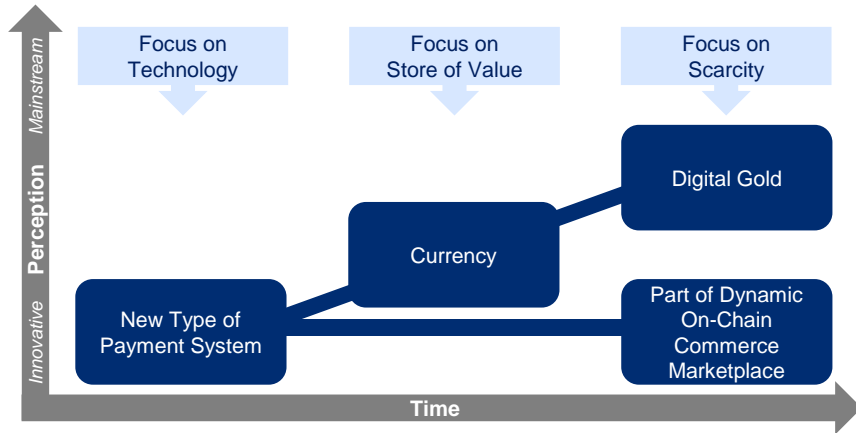 Focus on
Technology
Focus on
Store of Value
Focus on
Scarcity
Mainstream
Perception
Innovative
Digital Gold
Currency
New Type of
Payment System
Part of Dynamic
On-Chain
Commerce
Marketplace
Time